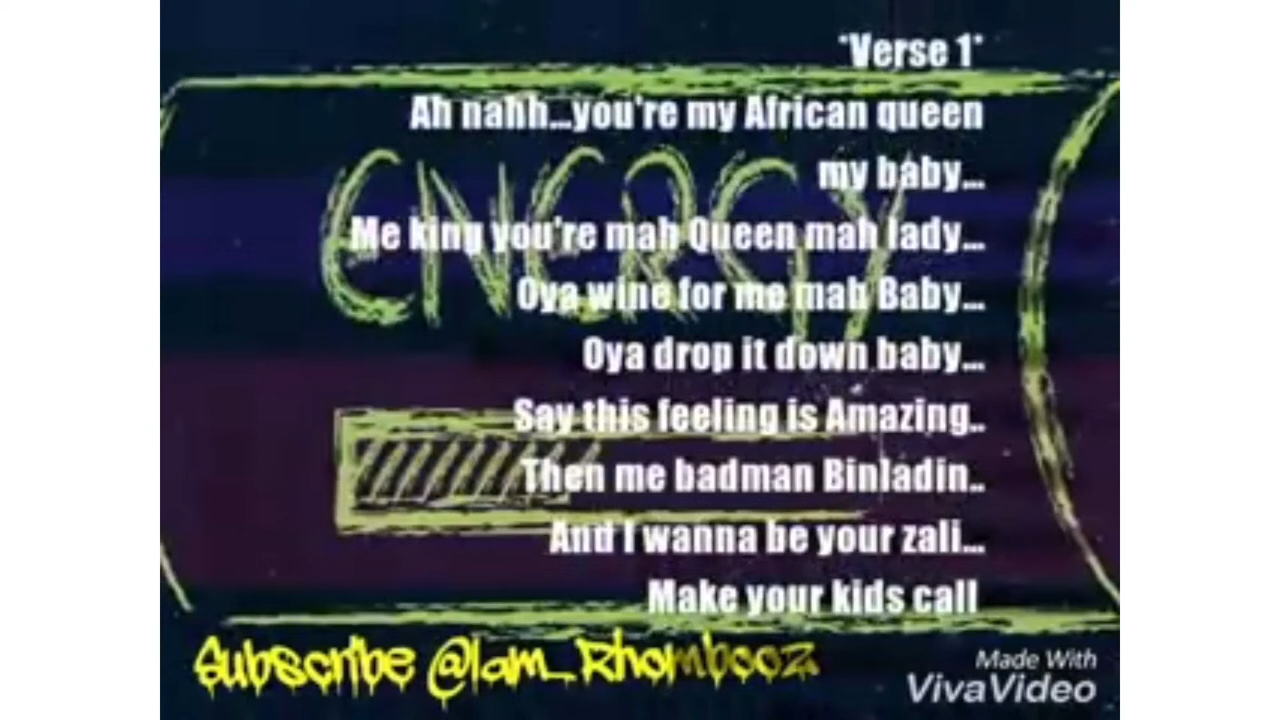 *Verse 1*
Ah nahh...you're my African queen
my baby...
Me king you're mah Queen mah lady...
Oya wine for me mah Baby...
Oya drop it down baby...
Say this feeling is Amazing..
Then me badman Binladin..
And I wanna be your zali...
Make your kids call
ENERGY
Subscribe @Iam_Rhombooz
Made With
VivaVideo